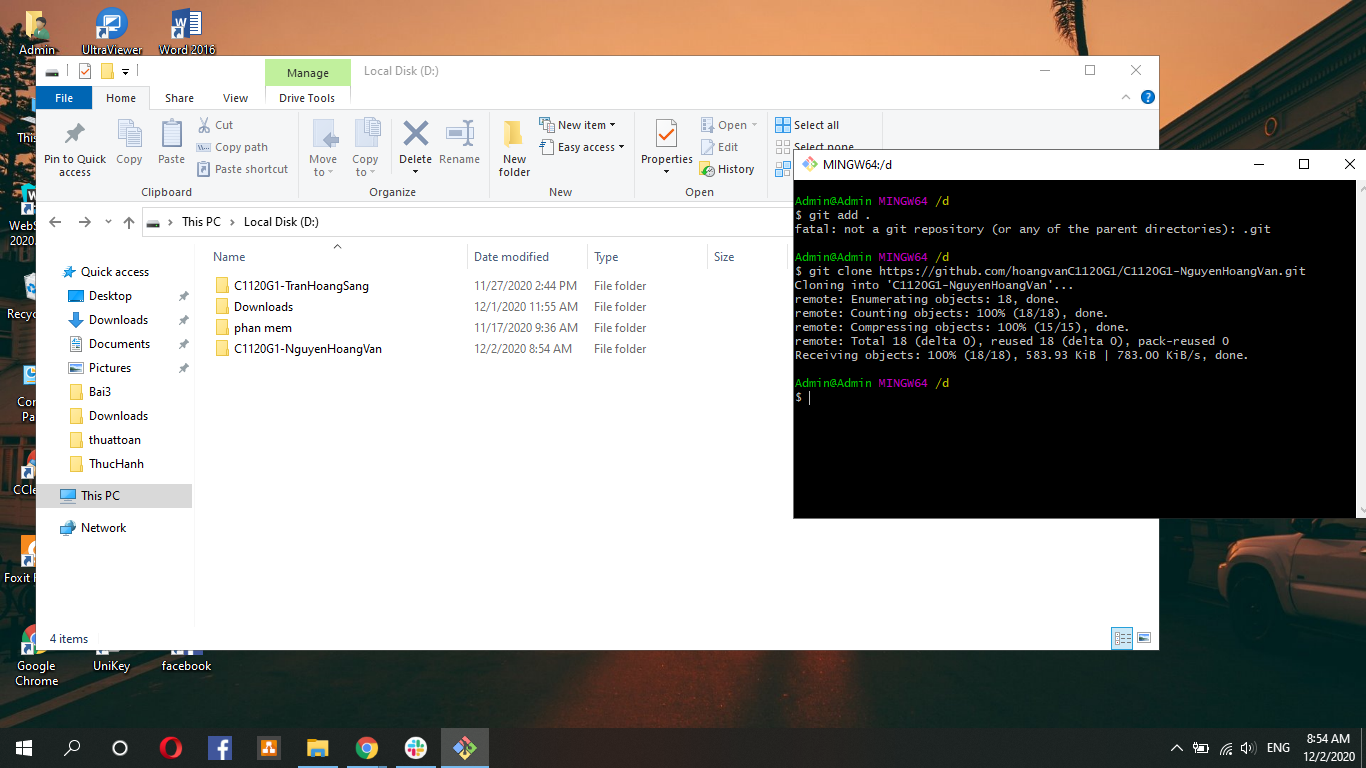 Admin
UltraViewer
Word 2016
Manage
Local Disk (D:)
File
Home
Share
View
Drive Tools
Pin to Quick access
Copy
Paste
Cut
Copy path
Paste shortcut
Clipboard
Move to
Copy to
Delete
Rename
Organize
New folder
New item
Easy access
New
Properties
Open
Edit
History
Open
Select all
Select none
This PC
Local Disk (D:)
Name
Date modified
Type
Size
C1120G1-TranHoangSang 11/27/2020 2:44 PM File folder
Downloads 12/1/2020 11:55 AM File folder
phan mem 11/17/2020 9:36 AM File folder
C1120G1-NguyenHoangVan 12/2/2020 8:54 AM File folder
Quick access
Desktop
Downloads
Documents
Pictures
Bai3
Downloads
thuattoan
ThucHanh
This PC
Network
4 items
MINGW64:/d
Admin@Admin MINGW64 /d
$ git add .
fatal: not a git repository (or any of the parent directories): .git
Admin@Admin MINGW64 /d
$ git clone https://github.com/hoangvanC1120G1/C1120G1-NguyenHoangVan.git
Cloning into 'C1120G1-NguyenHoangVan'...
remote: Enumerating objects: 18, done.
remote: Counting objects: 100% (18/18), done.
remote: Compressing objects: 100% (15/15), done.
remote: Total 18 (delta 0), reused 18 (delta 0), pack-reused 0
Receiving objects: 100% (18/18), 583.93 KiB | 783.00 KiB/s, done.
Admin@Admin MINGW64 /d
$
Foxit
Google Chrome
UniKey
facebook
ENG
8:54 AM
12/2/2020